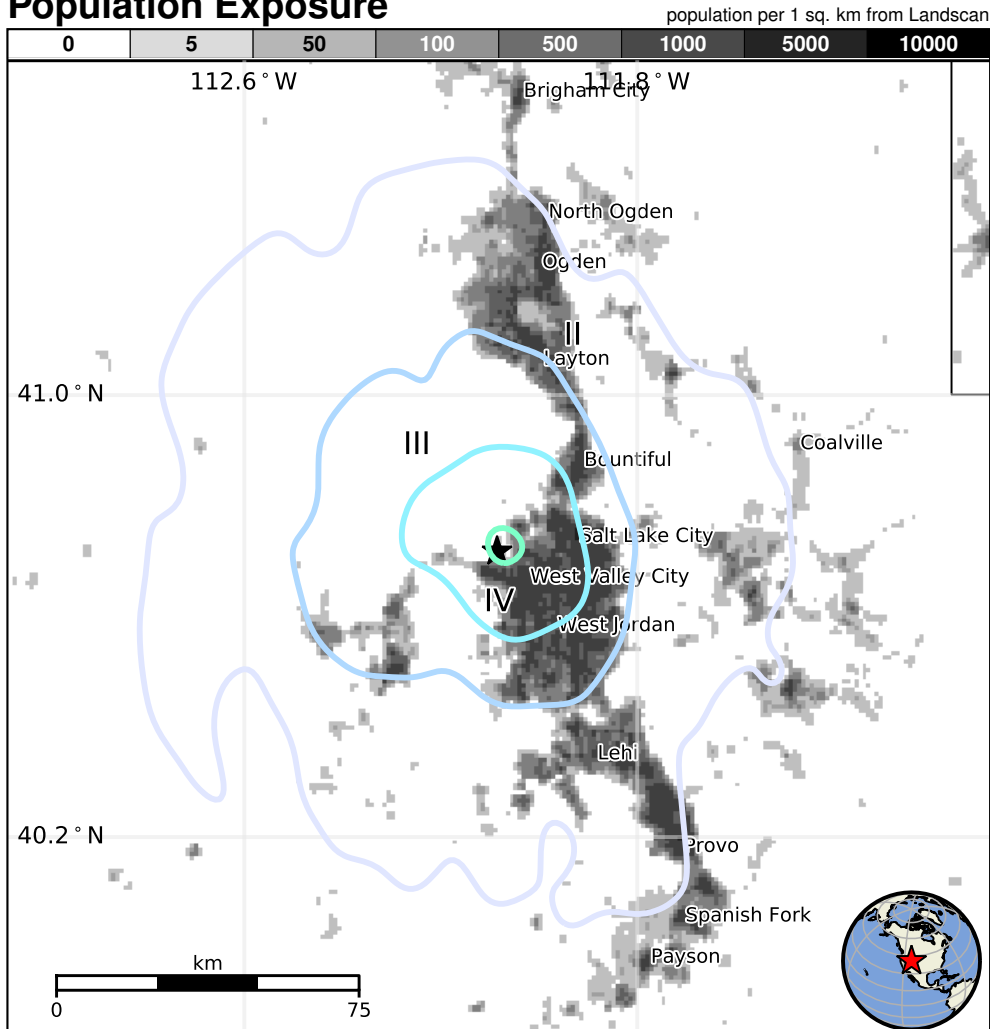 Population Exposure
population per 1 sq. km from Landscan
0 5 50 100 500 1000 5000 10000
112.6°W 111.8°W
Brigham City
North Ogden
Ogden
II
Layton
41.0°N
III
Coalville
Bountiful
Salt Lake City
West Valley City
IV
West Jordan
Lehi
40.2°N
Provo
Spanish Fork
Payson
km
0 75